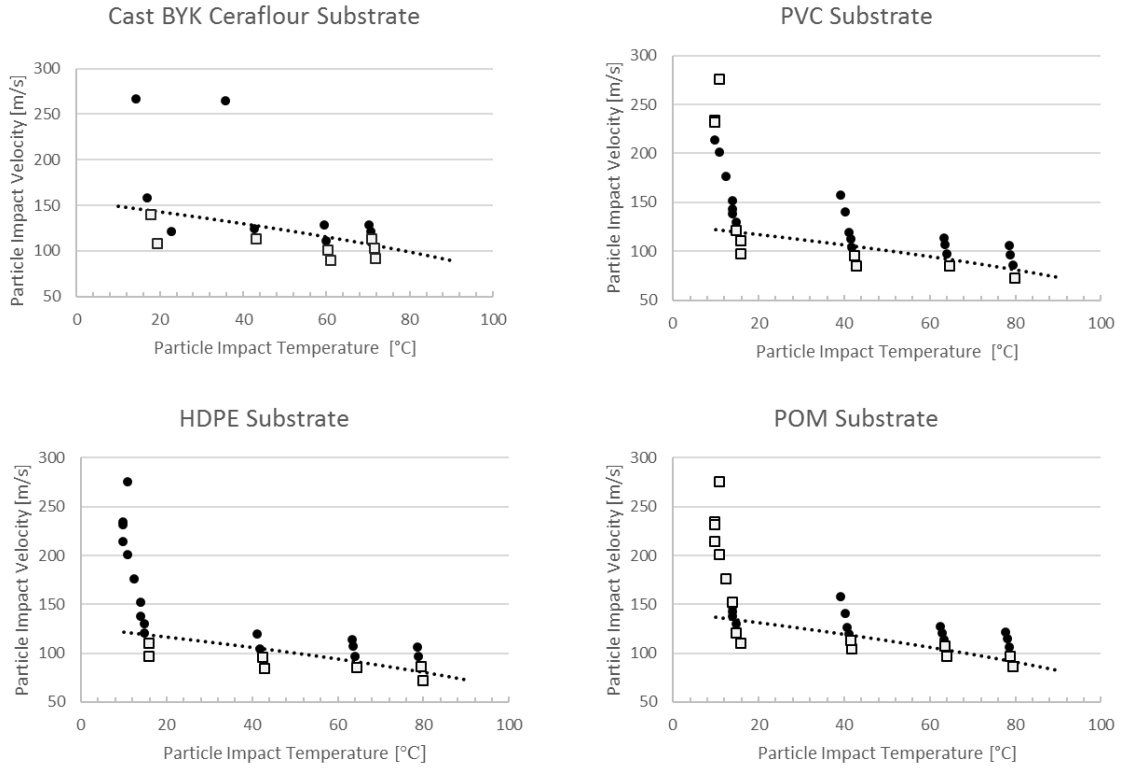 Cast BYK Ceraflour Substrate
Particle Impact Velocity [m/s]
300
250
200
150
100
50
0 20 40 60 80 100
Particle Impact Temperature [°C]
PVC Substrate
Particle Impact Velocity [m/s]
300
250
200
150
100
50
0 20 40 60 80 100
Particle Impact Temperature [°C]
HDPE Substrate
Particle Impact Velocity [m/s]
300
250
200
150
100
50
0 20 40 60 80 100
Particle Impact Temperature [°C]
POM Substrate
Particle Impact Velocity [m/s]
300
250
200
150
100
50
0 20 40 60 80 100
Particle Impact Temperature [°C]